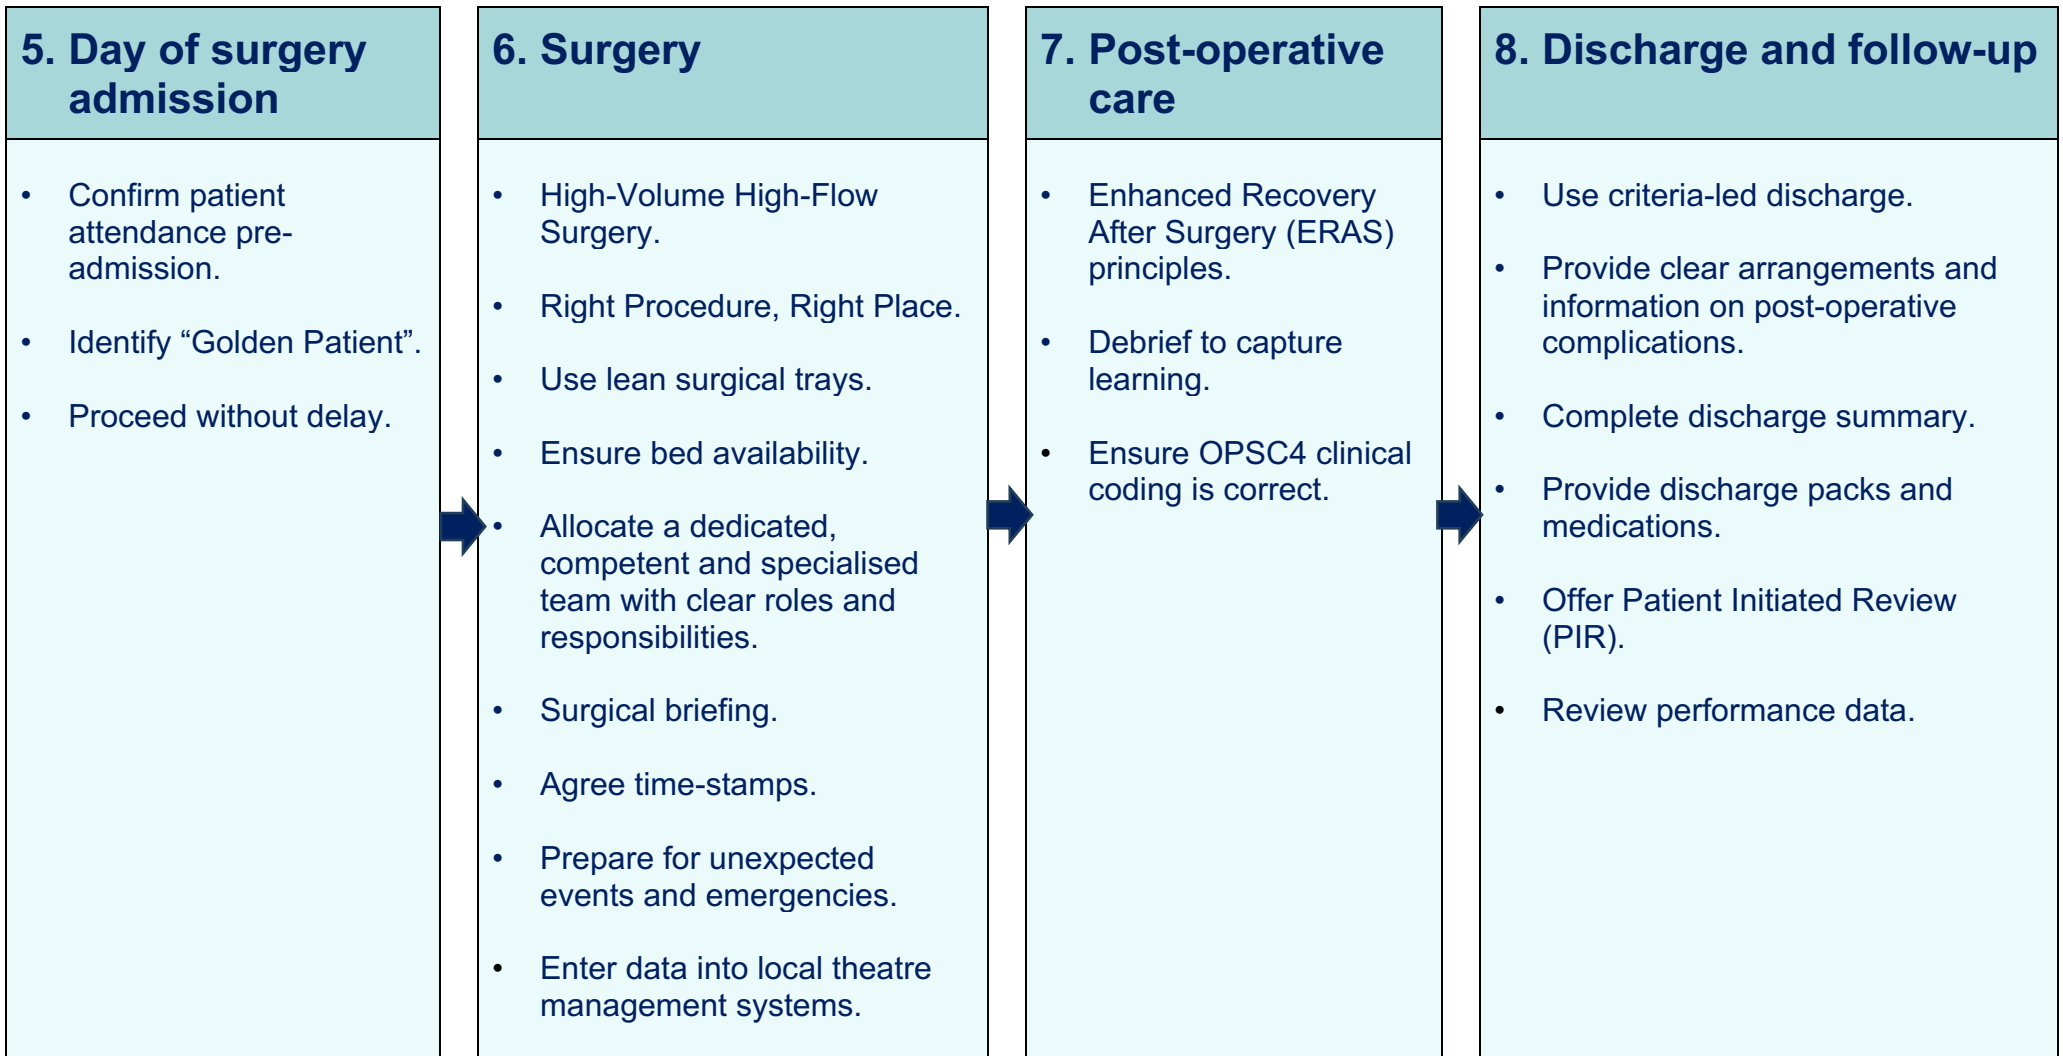 5. Day of surgery
admission
• Confirm patient
attendance pre-
admission.
• Identify “Golden Patient”.
• Proceed without delay.
6. Surgery
• High-Volume High-Flow
Surgery.
• Right Procedure, Right Place.
• Use lean surgical trays.
• Ensure bed availability.
• Allocate a dedicated,
competent and specialised
team with clear roles and
responsibilities.
• Surgical briefing.
• Agree time-stamps.
• Prepare for unexpected
events and emergencies.
• Enter data into local theatre
management systems.
7. Post-operative
care
• Enhanced Recovery
After Surgery (ERAS)
principles.
• Debrief to capture
learning.
• Ensure OPSC4 clinical
coding is correct.
8. Discharge and follow-up
• Use criteria-led discharge.
• Provide clear arrangements and
information on post-operative
complications.
• Complete discharge summary.
• Provide discharge packs and
medications.
• Offer Patient Initiated Review
(PIR).
• Review performance data.